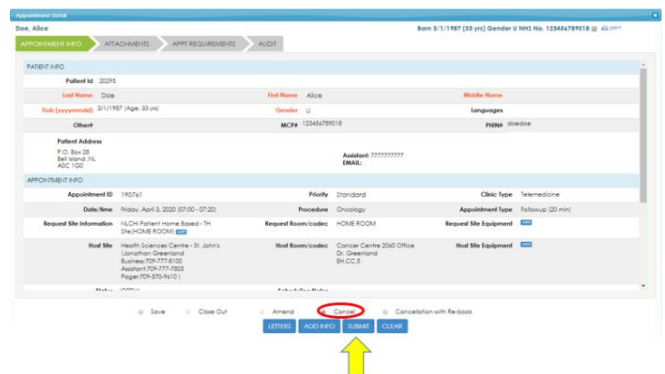 Appointment Detail
Doe, Alice Born 3/1/1987 (33 yrs) Gender U NHS No. 123456789018 PRINT
APPOINTMENT INFO ATTACHMENTS APPT REQUIREMENTS AUDIT
PATIENT INFO
Patient Id 20295
Last Name Doe First Name Alice Middle Name
Dob (yyyymmdd) 3/1/1987 (Age: 33 yrs) Gender U Languages
Other# MCP# 123456789018 PHIN# doedoe
Patient Address
P.O. Box 28
Bell Island ,NL
A0C 1G0
Assistant: ??????????
EMAIL:
APPOINTMENT INFO
Appointment ID 190761 Priority Standard Clinic Type Telemedicine
Date/time Friday, April 3, 2020 (07:00 - 07:20) Procedure Oncology Appointment Type Followup (20 min)
Request Site Information NLCHI Patient Home Based - TH Request Room/codec HOME ROOM Request Site Equipment
Site(HOME ROOM)
Host Site Health Sciences Centre - St. John's Host Room/codec Cancer Centre 2060 Office Host Site Equipment
(Jonathan Greenland Dr. Greenland
Business:709-777-8100 EH.CC.5
Assistant:709-777-7805
Pager:709-570-9610 )
Status (OPEN) Scheduling Notes
Save Close Out Amend Cancel Cancellation with Re-book
LETTERS ADD INFO SUBMIT CLEAR